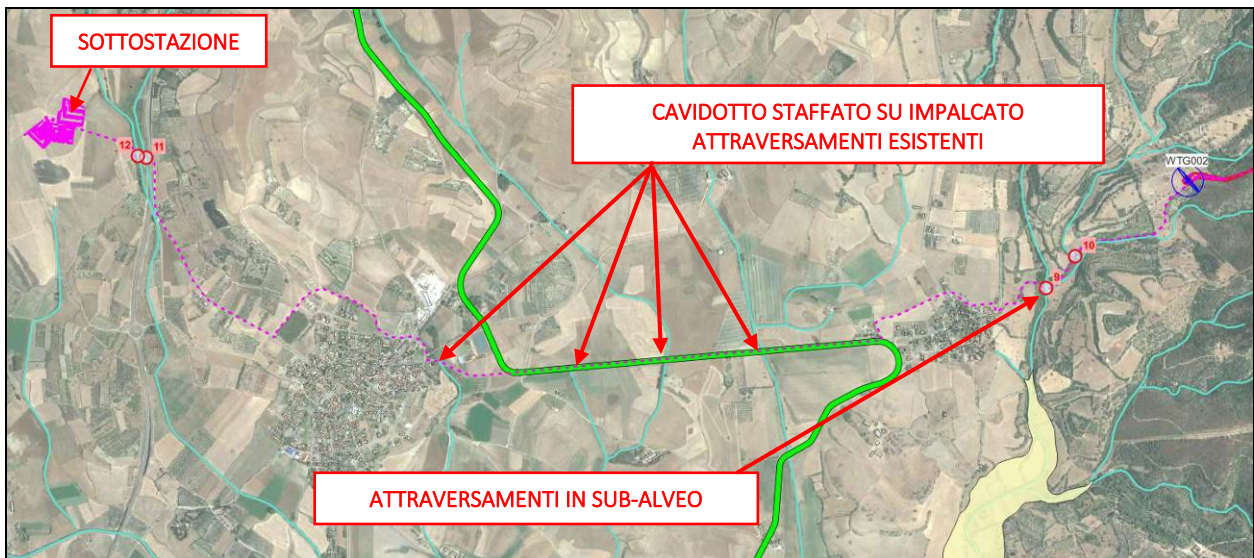 SOTTOSTAZIONE
CAVIDOTTO STAFFATO SU IMPALCATO
ATTRAVERSAMENTI ESISTENTI
12
11
WTG002
10
9
ATTRAVERSAMENTI IN SUB-ALVEO